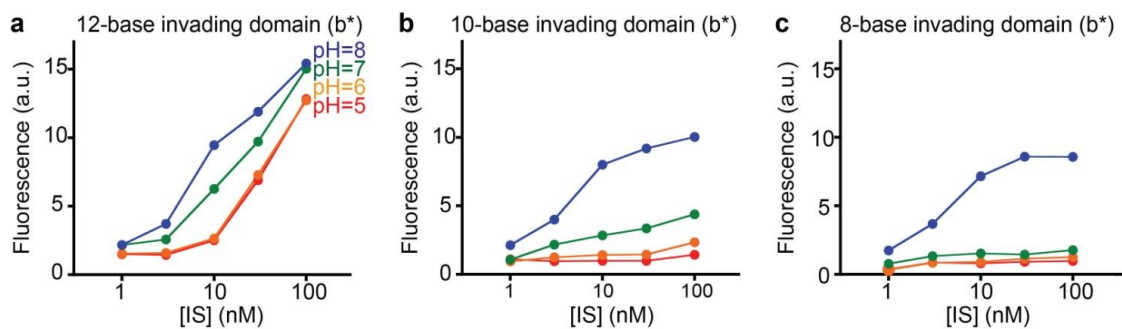 a 12-base invading domain (b*)
Fluorescence (a.u.)
15
10
5
0
pH=8
pH=7
pH=6
pH=5
1 10 100
[IS] (nM)
b 10-base invading domain (b*)
Fluorescence (a.u.)
15
10
5
0
1 10 100
[IS] (nM)
c 8-base invading domain (b*)
Fluorescence (a.u.)
15
10
5
0
1 10 100
[IS] (nM)